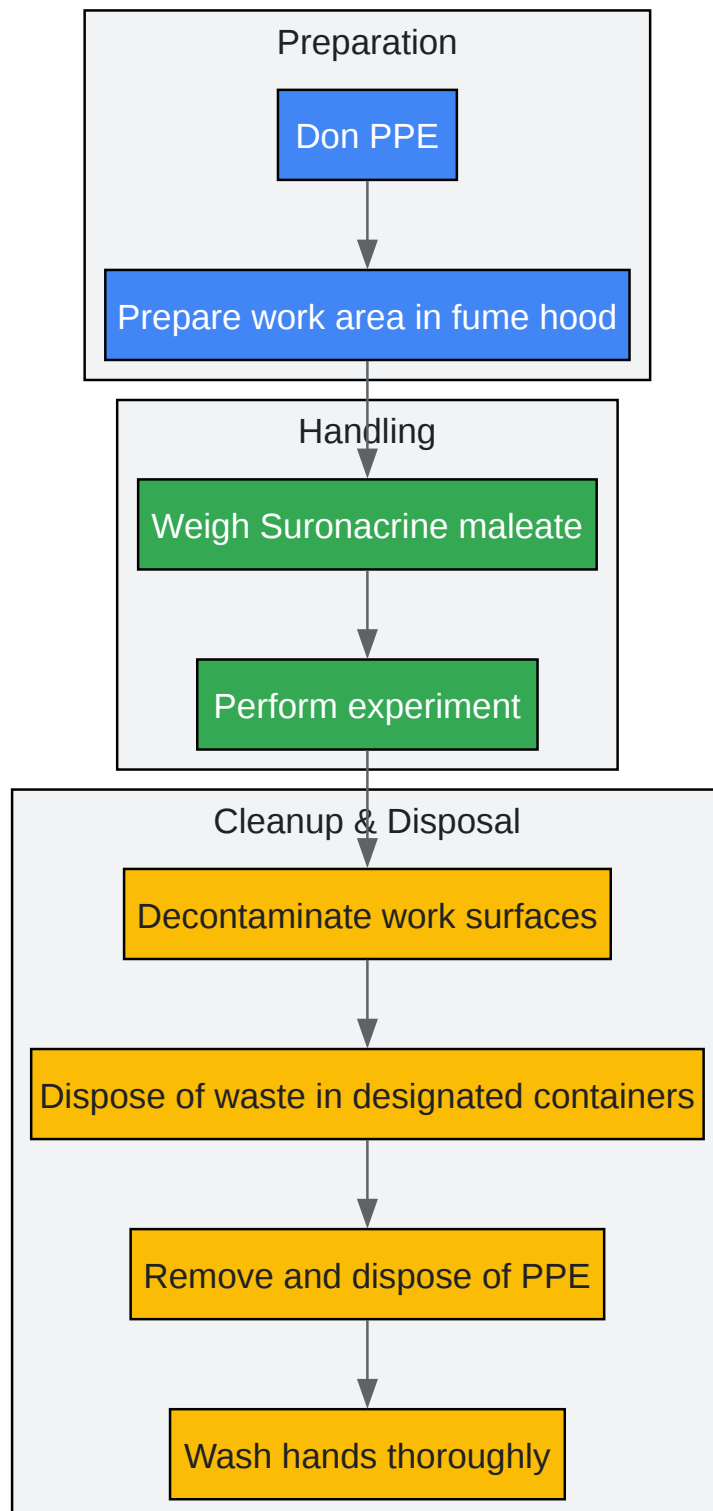 Preparation
Don PPE
Prepare work area in fume hood
Handling
Weigh Suronacrine maleate
Perform experiment
Cleanup & Disposal
Decontaminate work surfaces
Dispose of waste in designated containers
Remove and dispose of PPE
Wash hands thoroughly